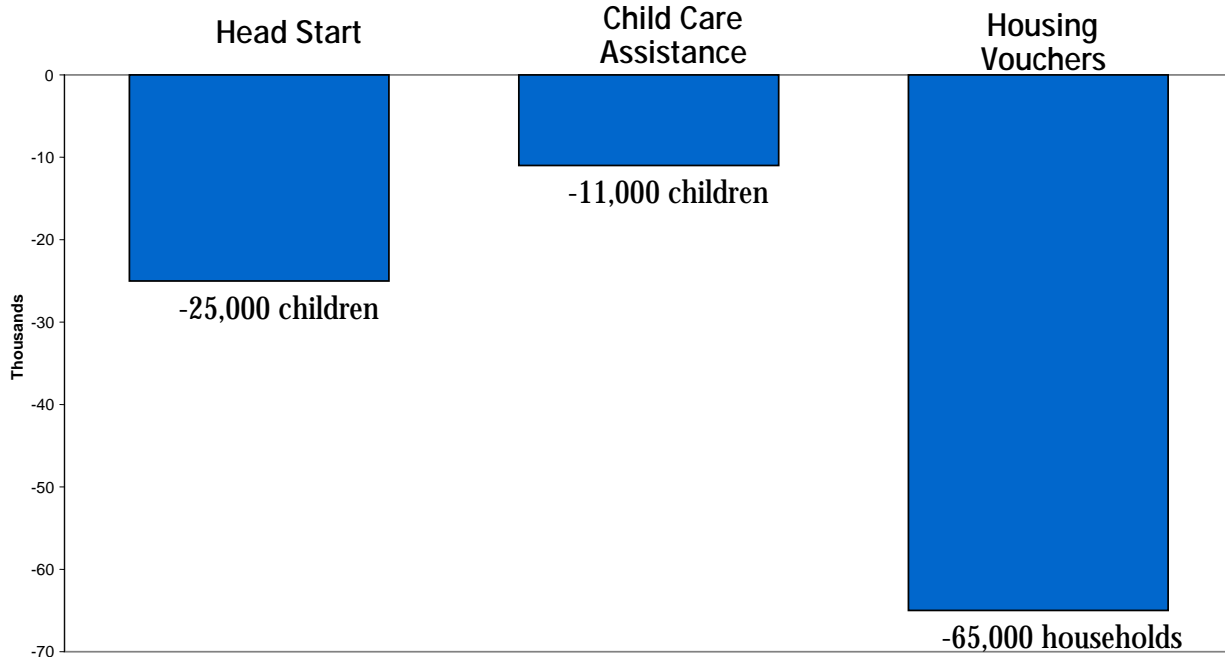 Head Start
Child Care
Assistance
Housing
Vouchers
0
-10
-20
-30
-40
-50
-60
-70
Thousands
-25,000 children
-11,000 children
-65,000 households